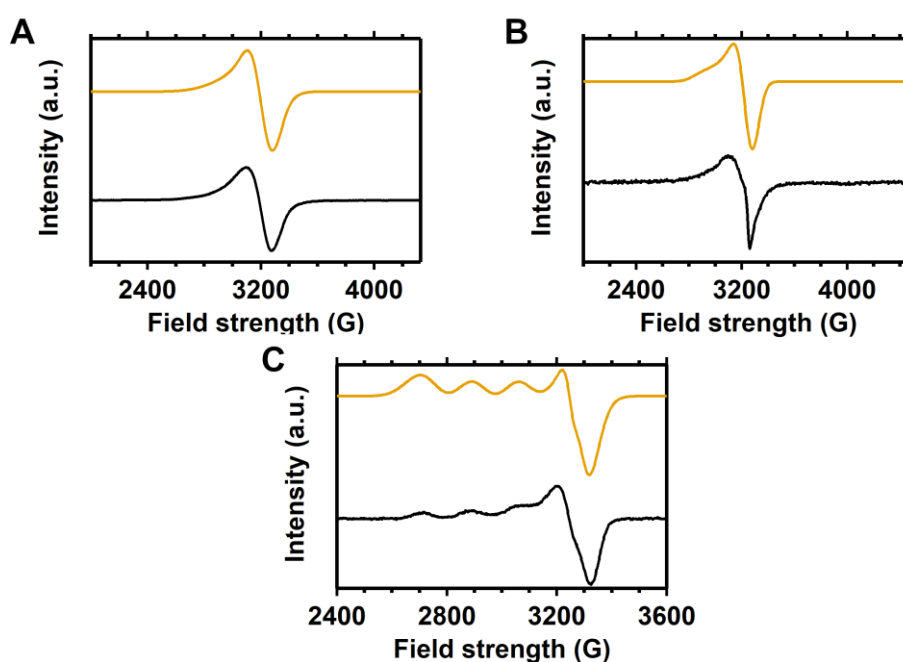 A
Intensity (a.u.)
2400 3200 4000
Field strength (G)
B
Intensity (a.u.)
2400 3200 4000
Field strength (G)
C
Intensity (a.u.)
2400 2800 3200 3600
Field strength (G)